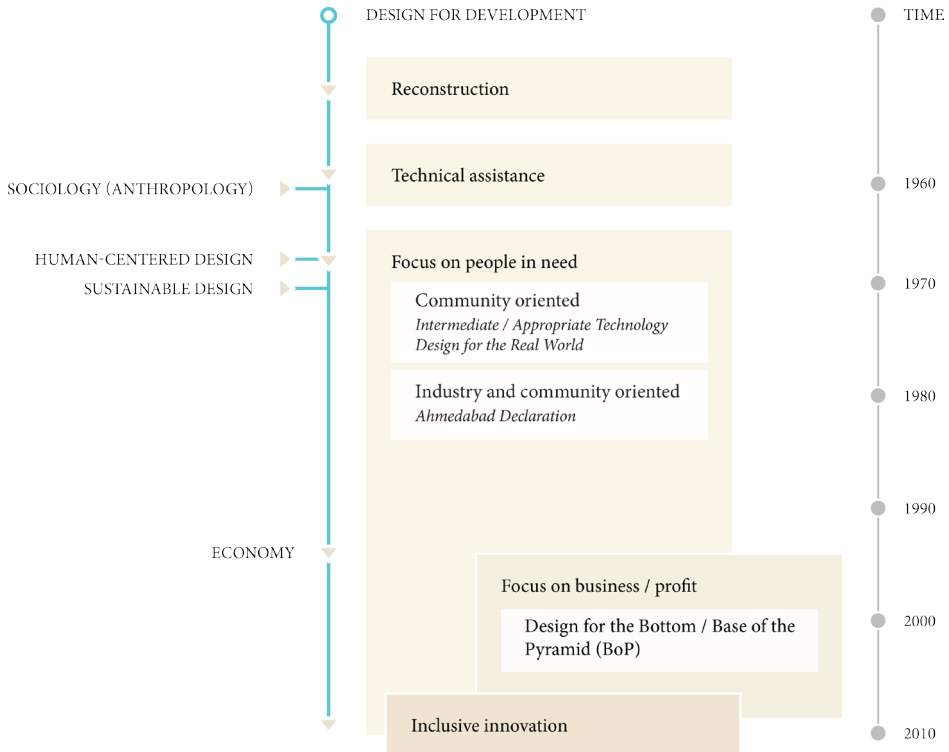 DESIGN FOR DEVELOPMENT
TIME
Reconstruction
Technical assistance
SOCIOLOGY (ANTHROPOLOGY)
1960
HUMAN-CENTERED DESIGN
Focus on people in need
SUSTAINABLE DESIGN
1970
Community oriented
Intermediate / Appropriate Technology
Design for the Real World
Industry and community oriented
1980
Ahmedabad Declaration
1990
ECONOMY
Focus on business / profit
2000
Design for the Bottom / Base of the
Pyramid (BoP)
Inclusive innovation
2010